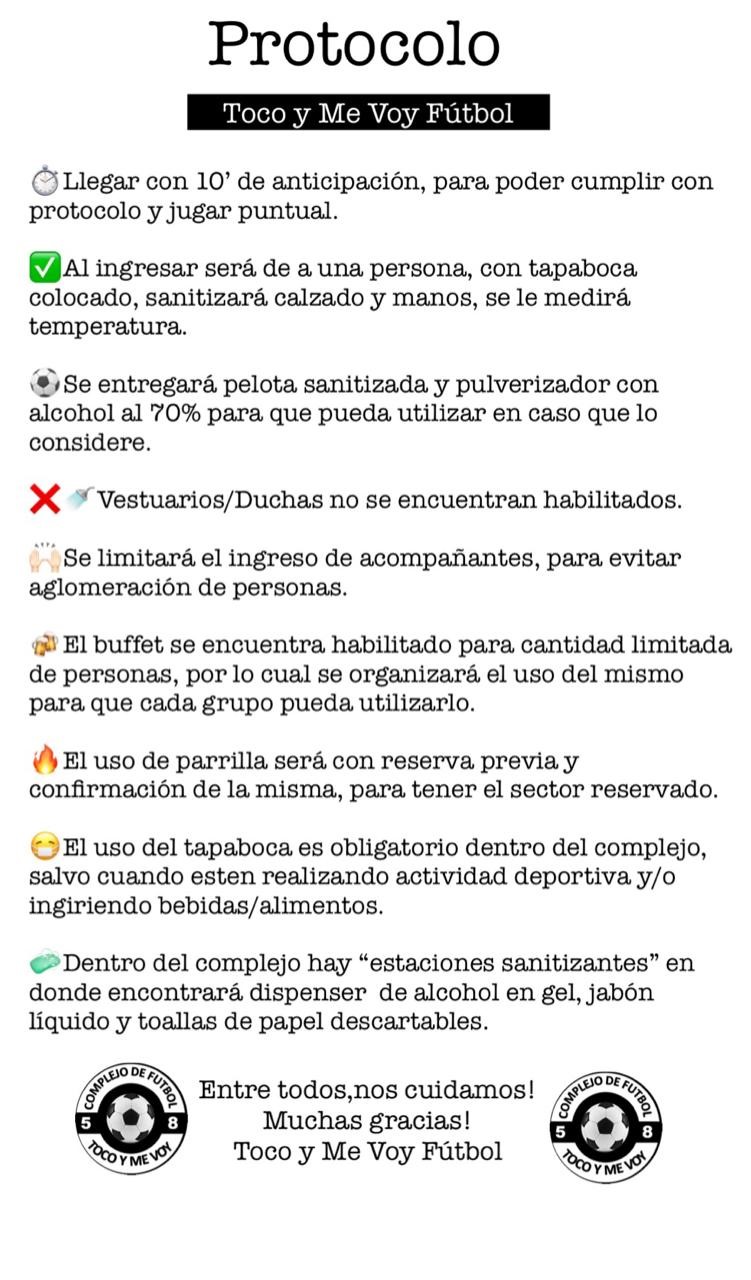 Protocolo
Toco y Me Voy Fútbol
Llegar con 10’ de anticipación, para poder cumplir con
protocolo y jugar puntual.
Al ingresar será de a una persona, con tapaboca
colocado, sanitizará calzado y manos, se le medirá
temperatura.
Se entregará pelota sanitizada y pulverizador con
alcohol al 70% para que pueda utilizar en caso que lo
considere.
Vestuarios/Duchas no se encuentran habilitados.
Se limitará el ingreso de acompañantes, para evitar
aglomeración de personas.
El buffet se encuentra habilitado para cantidad limitada
de personas, por lo cual se organizará el uso del mismo
para que cada grupo pueda utilizarlo.
El uso de parrilla será con reserva previa y
confirmación de la misma, para tener el sector reservado.
El uso del tapaboca es obligatorio dentro del complejo,
salvo cuando esten realizando actividad deportiva y/o
ingiriendo bebidas/alimentos.
Dentro del complejo hay “estaciones sanitizantes” en
donde encontrará dispenser de alcohol en gel, jabón
líquido y toallas de papel descartables.
Entre todos,nos cuidamos!
Muchas gracias!
Toco y Me Voy Fútbol
COMPLEJO DE FUTBOL
5 8
TOCO Y ME VOY
COMPLEJO DE FUTBOL
5 8
TOCO Y ME VOY